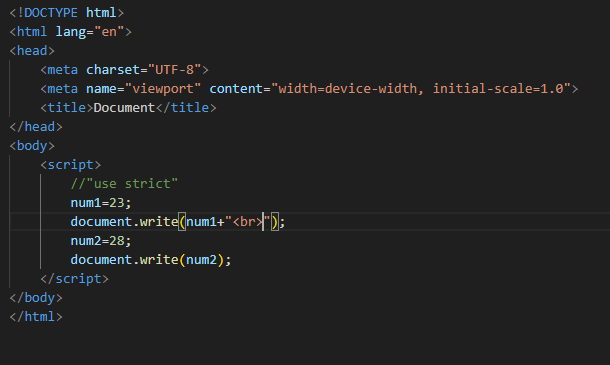 <!DOCTYPE html>
<html lang="en">
<head>
    <meta charset="UTF-8">
    <meta name="viewport" content="width=device-width, initial-scale=1.0">
    <title>Document</title>
</head>
<body>
    <script>
        //"use strict"
        num1=23;
        document.write(num1+"<br>");
        num2=28;
        document.write(num2);
    </script>
</body>
</html>